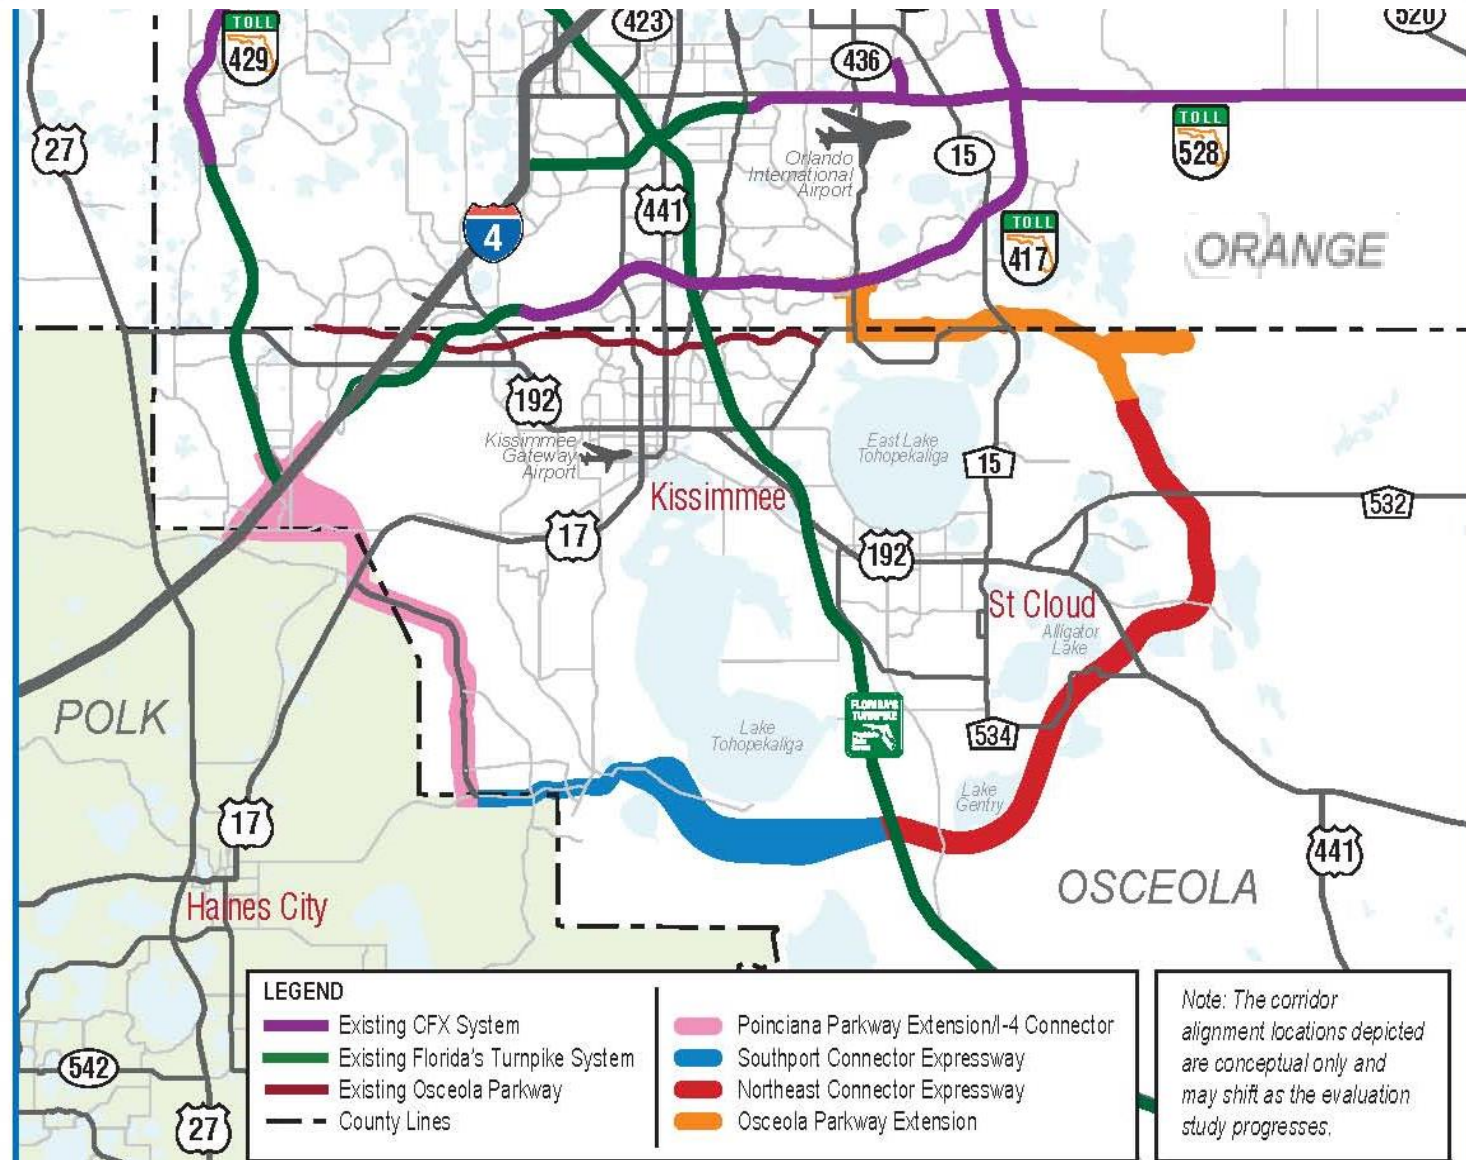 TOLL
429
423
436
520
27
Orlando
International
Airport
15
TOLL
528
441
4
TOLL
417
ORANGE
192
Kissimmee
Gateway
Airport
East Lake
Tohopekaliga
15
Kissimmee
532
17
192
St Cloud
Alligator
Lake
POLK
FLORIDA'S
TURNPIKE
Lake
Tohopekaliga
534
Lake
Gentry
17
441
OSCEOLA
Haines City
542
27
LEGEND
Existing CFX System
Existing Florida's Turnpike System
Existing Osceola Parkway
County Lines
Poinciana Parkway Extension/I-4 Connector
Southport Connector Expressway
Northeast Connector Expressway
Osceola Parkway Extension
Note: The corridor
alignment locations depicted
are conceptual only and
may shift as the evaluation
study progresses.